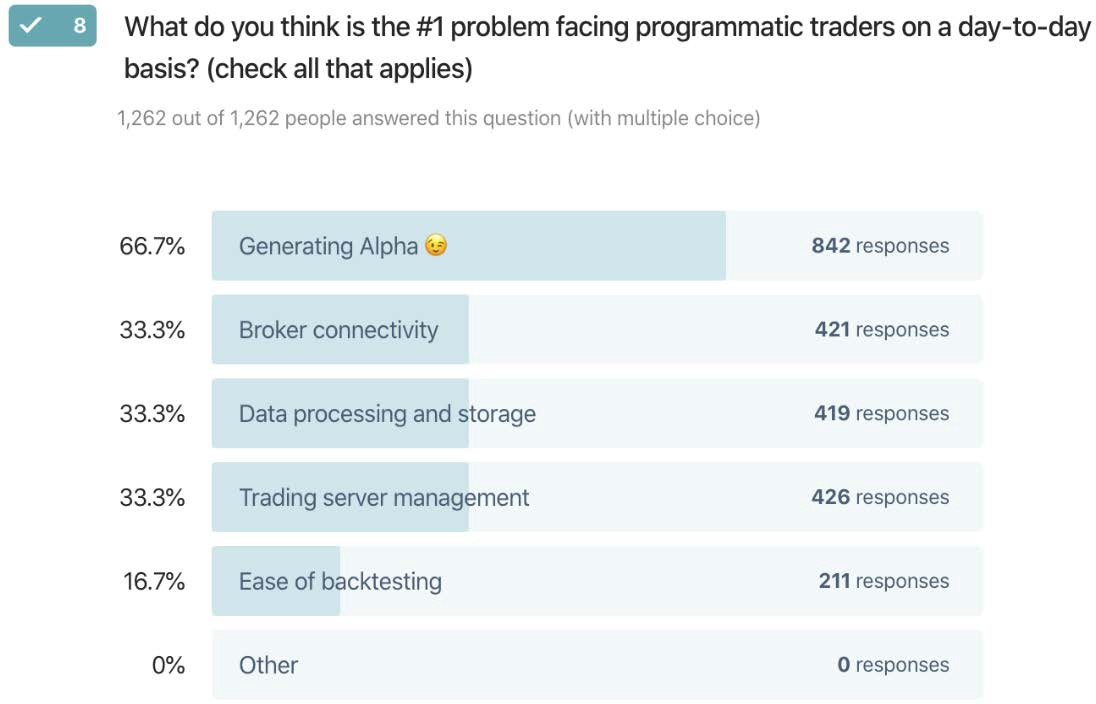 8
What do you think is the #1 problem facing programmatic traders on a day-to-day
basis? (check all that applies)
1,262 out of 1,262 people answered this question (with multiple choice)
66.7% Generating Alpha 😉 842 responses
33.3% Broker connectivity 421 responses
33.3% Data processing and storage 419 responses
33.3% Trading server management 426 responses
16.7% Ease of backtesting 211 responses
0% Other 0 responses